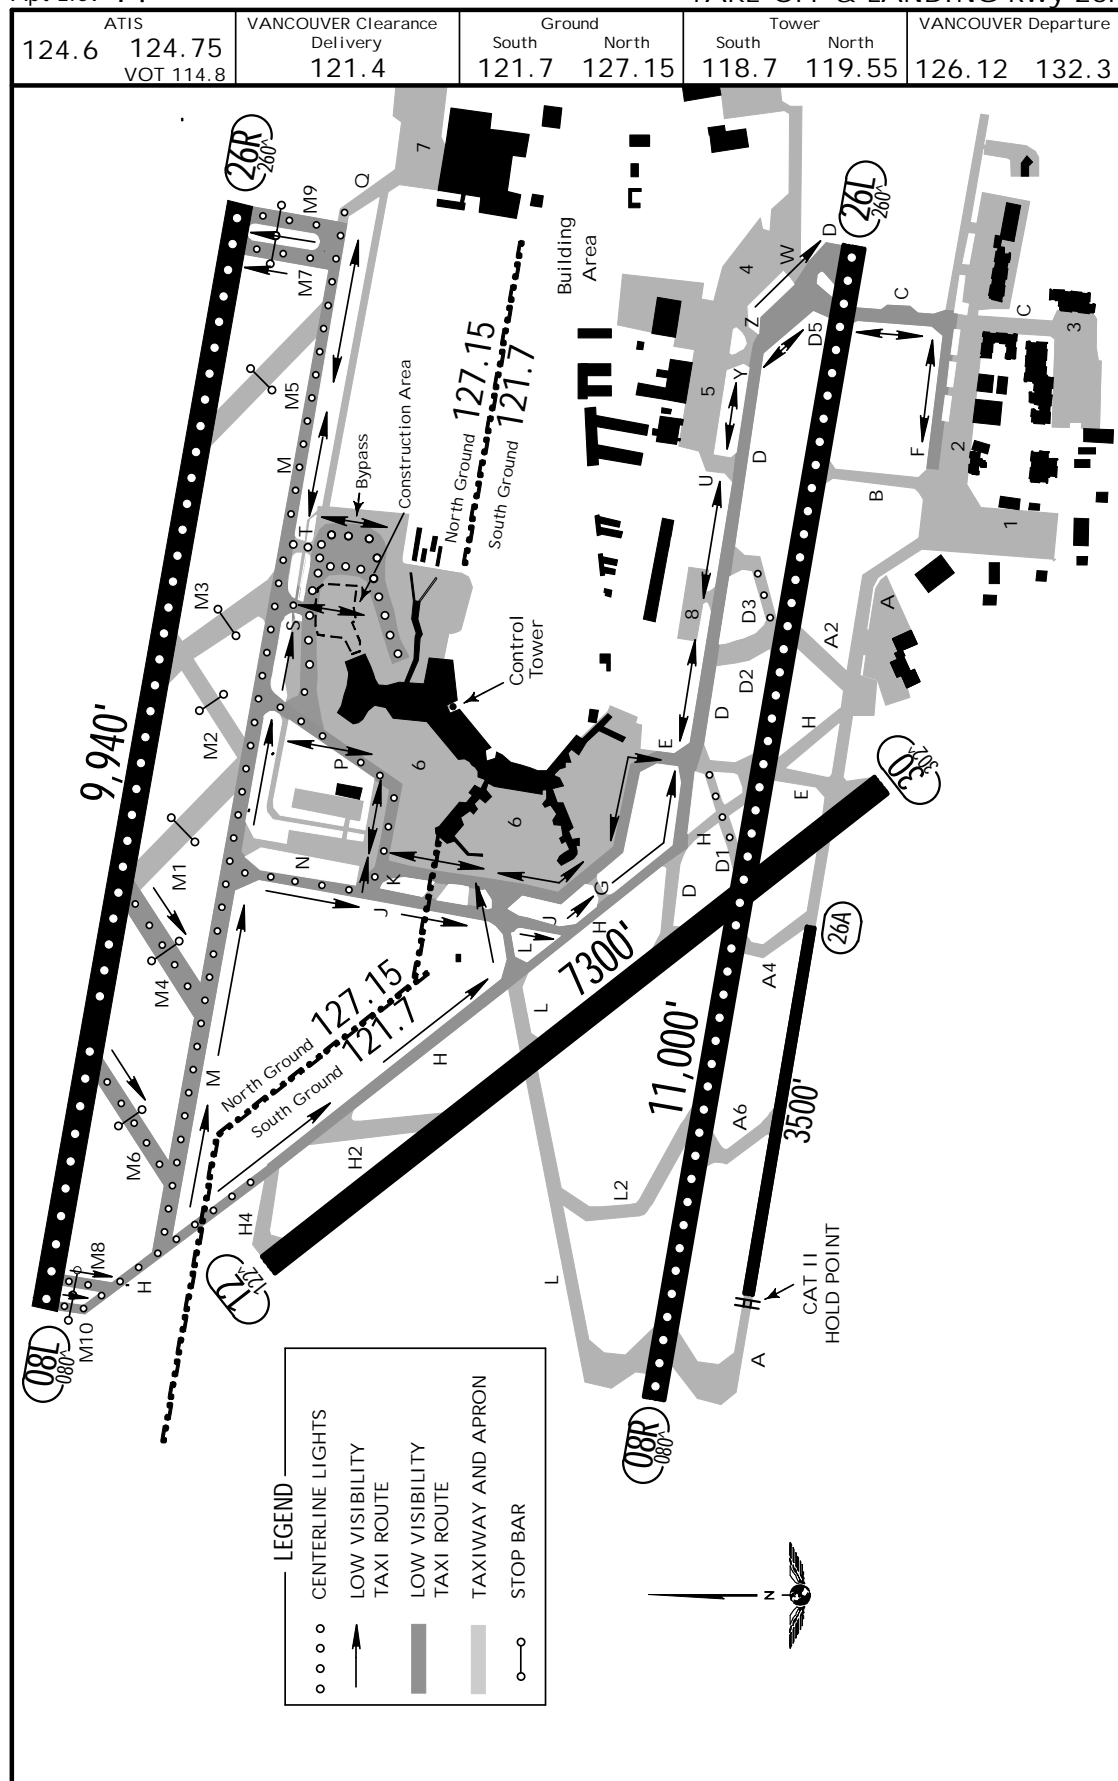 ATIS
124.6 124.75
VOT 114.8
VANCOUVER Clearance
Delivery
121.4
Ground
South North
121.7 127.15
Tower
South North
118.7 119.55
VANCOUVER Departure
126.12 132.3
26R
260^
M9
Q
7
M7
M5
M
T
Bypass
Construction Area
North Ground 127.15
South Ground 121.7
Building
Area
4
W
D
26L
260^
Z
D5
C
C
3
Y
5
D
F
2
U
B
1
M3
S
8
D3
A2
A
Control
Tower
D2
D
H
M2
P
6
E
30
302^
9,940'
6
E
M1
N
K
J
G
H
D1
D
J
H
L
26A
A4
M4
7300'
L
North Ground 127.15
South Ground 121.7
H
M
11,000'
A6
3500'
M6
H2
L2
H4
M8
H
M10
12
122^
L
CAT II
HOLD POINT
A
08L
080^
08R
080^
LEGEND
CENTERLINE LIGHTS
LOW VISIBILITY
TAXI ROUTE
LOW VISIBILITY
TAXI ROUTE
TAXIWAY AND APRON
STOP BAR
N